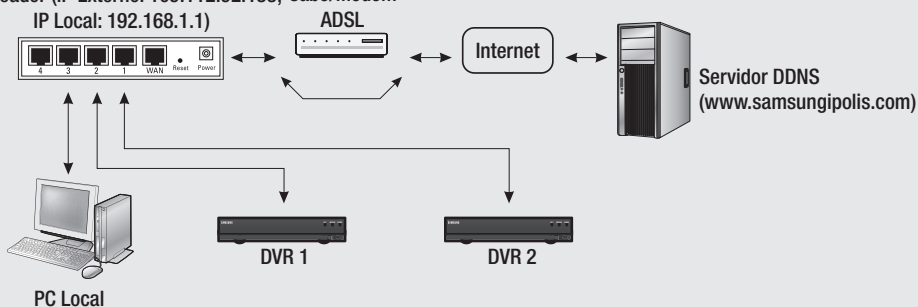 IP Local: 192.168.1.1)
ADSL
4 3 2 1 WAN Reset Power
Internet
Servidor DDNS
(www.samsungipolis.com)
DVR 1
DVR 2
PC Local